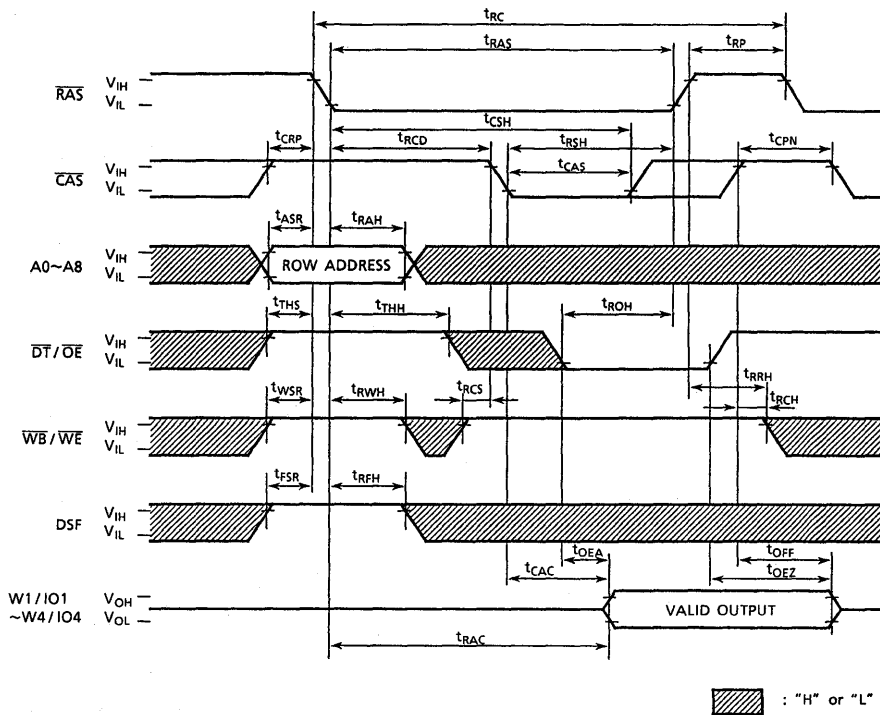 tRC
tRAS
tRP
RAS VIH
VIL
tCSH
tCRP tRCD tRSH tCPN
CAS VIH
VIL
tCAS
tASR tRAH
A0~A8 VIH
VIL
ROW ADDRESS
tTHS tTHH tROH
DT/OE VIH
VIL
tRRH
tWSR tRWH tRCS tRCH
WB/WE VIH
VIL
tFSR tRFH
DSF VIH
VIL
tOEA tOFF
tCAC tOEZ
W1/IO1 VOH
~W4/IO4 VOL
VALID OUTPUT
tRAC
: "H" or "L"